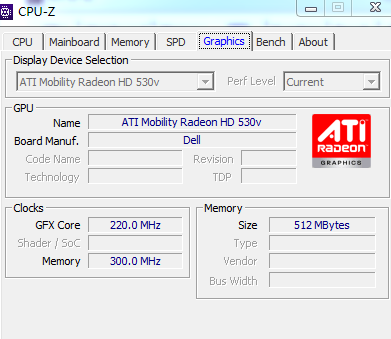 CPU-Z
CPU Mainboard Memory SPD Graphics Bench About
Display Device Selection
ATI Mobility Radeon HD 530v Perf Level Current
GPU
Name ATI Mobility Radeon HD 530v
Board Manuf. Dell
Code Name Revision
Technology TDP
ATI
RADEON
GRAPHICS
Clocks
GFX Core 220.0 MHz
Shader / SoC
Memory 300.0 MHz
Memory
Size 512 MBytes
Type
Vendor
Bus Width